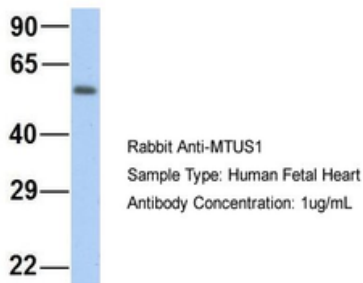 90
65
40
29
22
Rabbit Anti-MTUS1
Sample Type: Human Fetal Heart
Antibody Concentration: 1ug/mL